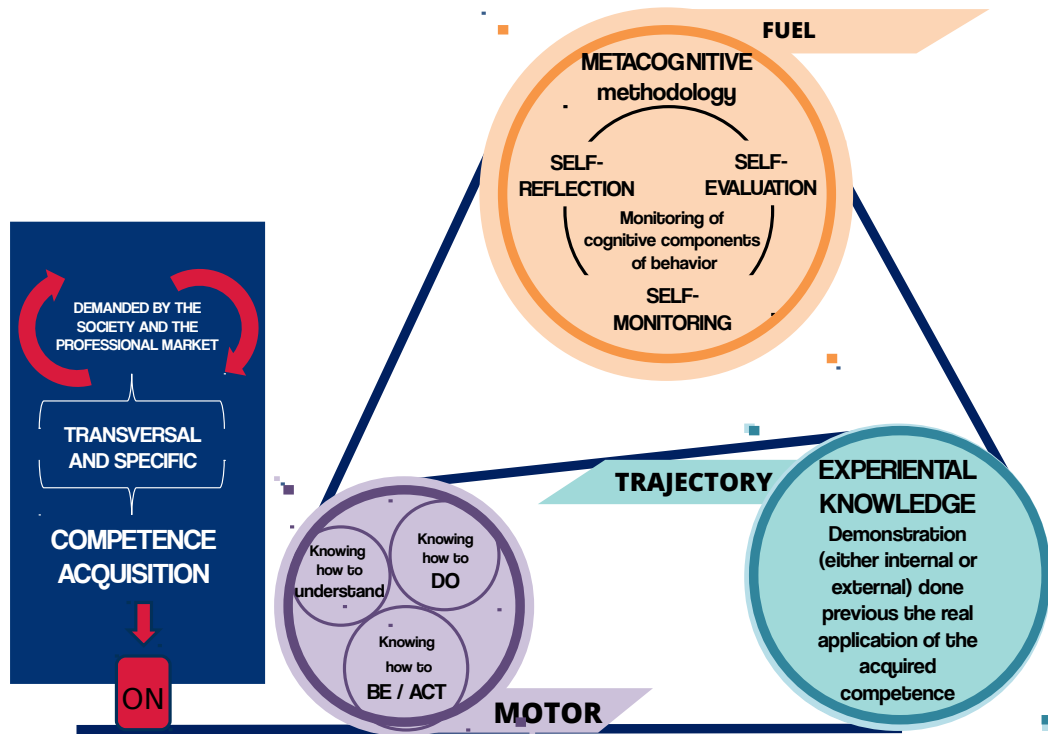 FUEL
METACOGNITIVE
methodology
SELF-
REFLECTION
SELF-
EVALUATION
Monitoring of
cognitive components
of behavior
SELF-
MONITORING
DEMANDED BY THE
SOCIETY AND THE
PROFESSIONAL MARKET
TRANSVERSAL
AND SPECIFIC
COMPETENCE
ACQUISITION
ON
TRAJECTORY
EXPERIENTAL
KNOWLEDGE
Demonstration
(either internal or
external) done
previous the real
application of the
acquired
competence
Knowing
how to
understand
Knowing
how to
DO
Knowing
how to
BE / ACT
MOTOR